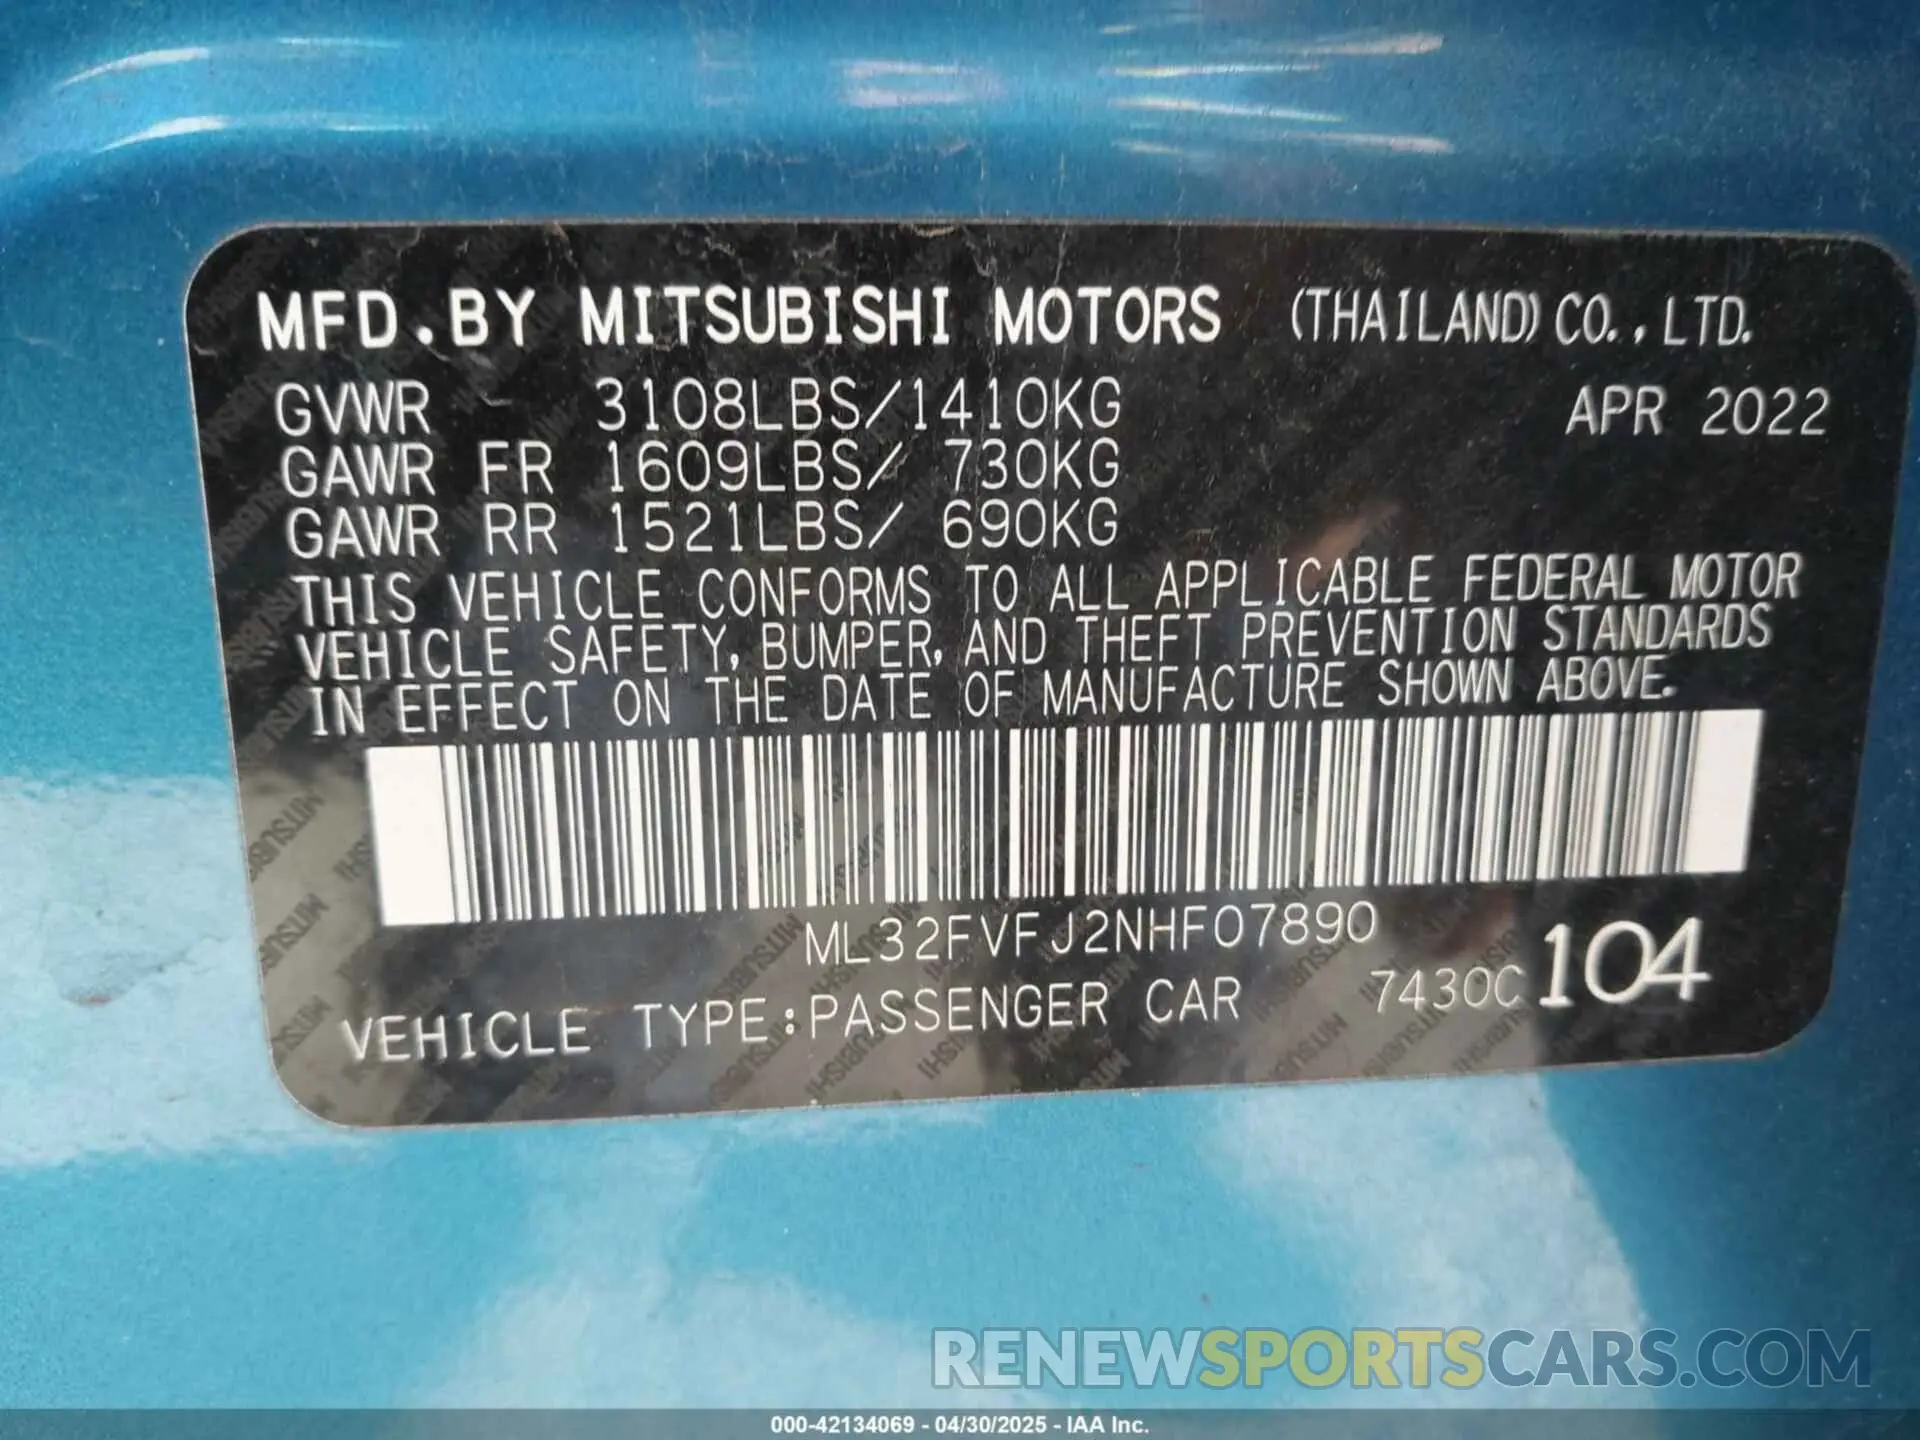 MFD.BY MITSUBISHI MOTORS (THAILAND) CO., LTD.
GVWR 3108LBS/1410KG APR 2022
GAWR FR 1609LBS/ 730KG
GAWR RR 1521LBS/ 690KG
THIS VEHICLE CONFORMS TO ALL APPLICABLE FEDERAL MOTOR
VEHICLE SAFETY, BUMPER, AND THEFT PREVENTION STANDARDS
IN EFFECT ON THE DATE OF MANUFACTURE SHOWN ABOVE.
ML32FVFJ2NHF07890
VEHICLE TYPE:PASSENGER CAR 7430C 104
RENEWSPORTSCARS.COM
000-42134069 - 04/30/2025 - IAA Inc.